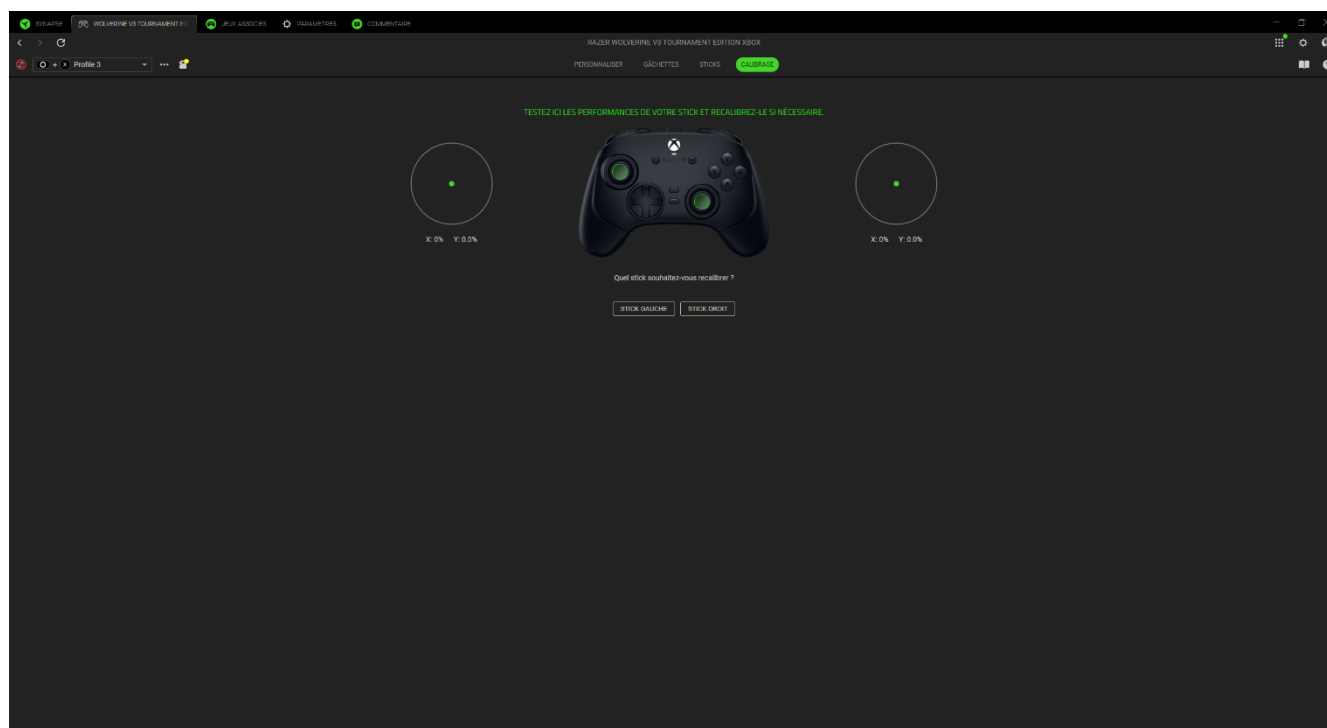 SYNAPSE WOLVERINE V3 TOURNAMENT EDI JEUX ASSOCIÉS PARAMÈTRES COMMENTAIRE
RAZER WOLVERINE V3 TOURNAMENT EDITION XBOX
+ X Profile 3 PERSONNALISER GÂCHETTES STICKS CALIBRAGE
TESTEZ ICI LES PERFORMANCES DE VOTRE STICK ET RECALIBREZ-LE SI NÉCESSAIRE.
RAZER
X: 0% Y: 0.0% X: 0% Y: 0.0%
Quel stick souhaitez-vous recalibrer ?
STICK GAUCHE STICK DROIT